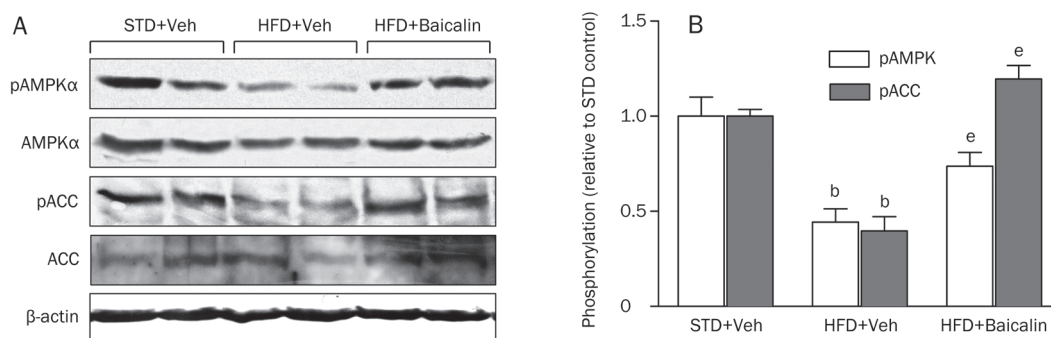 A
STD+Veh HFD+Veh HFD+Baicalin
pAMPKα
AMPKα
pACC
ACC
β-actin
B
Phosphorylation (relative to STD control)
1.5
1.0
0.5
0
pAMPK
pACC
b b e e
STD+Veh HFD+Veh HFD+Baicalin